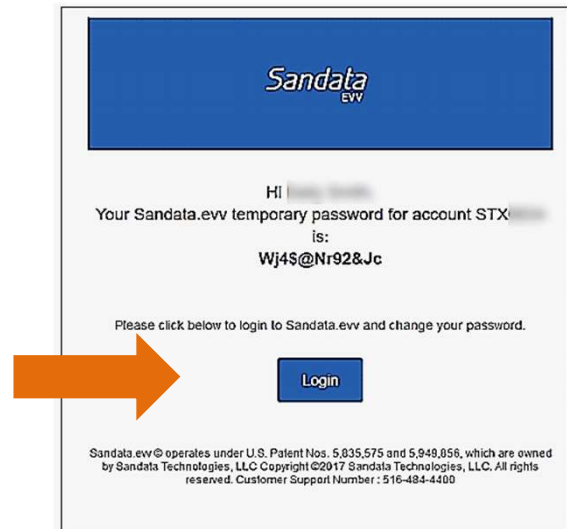 Sandata
EVV
HI
Your Sandata.evv temporary password for account STX
is:
Wj4$@Nr92&Jc
Please click below to login to Sandata.evv and change your password.
Login
Sandata.evv © operates under U.S. Patent Nos. 5,835,575 and 5,949,856, which are owned
by Sandata Technologies, LLC Copyright ©2017 Sandata Technologies, LLC. All rights
reserved. Customer Support Number : 516-484-4400